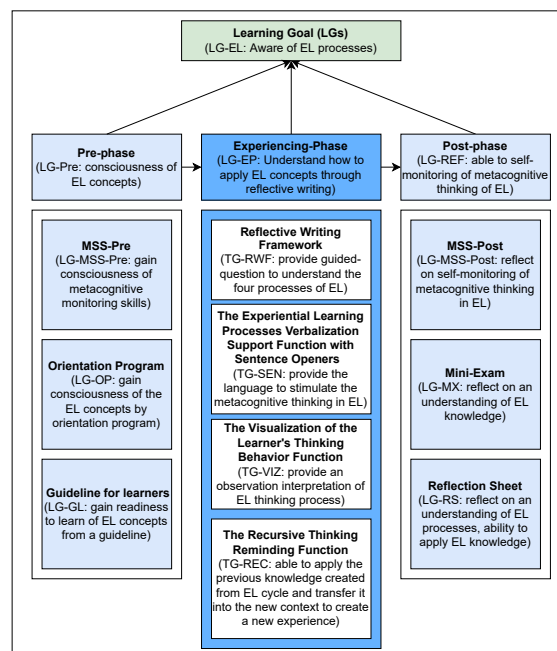 Learning Goal (LGs)
(LG-EL: Aware of EL processes)
Pre-phase
(LG-Pre: consciousness of
EL concepts)
Experiencing-Phase
(LG-EP: Understand how to
apply EL concepts through
reflective writing)
Post-phase
(LG-REF: able to self-
monitoring of metacognitive
thinking of EL)
MSS-Pre
(LG-MSS-Pre: gain
consciousness of
metacognitive
monitoring skills)
Orientation Program
(LG-OP: gain
consciousness of the
EL concepts by
orientation program)
Guideline for learners
(LG-GL: gain readiness
to learn of EL concepts
from a guideline)
Reflective Writing
Framework
(TG-RWF: provide guided-
question to understand the
four processes of EL)
The Experiential Learning
Processes Verbalization
Support Function with
Sentence Openers
(TG-SEN: provide the
language to stimulate the
metacognitive thinking in EL)
The Visualization of the
Learner's Thinking
Behavior Function
(TG-VIZ: provide an
observation interpretation of
EL thinking process)
The Recursive Thinking
Reminding Function
(TG-REC: able to apply the
previous knowledge created
from EL cycle and transfer it
into the new context to create
a new experience)
MSS-Post
(LG-MSS-Post: reflect
on self-monitoring of
metacognitive thinking
in EL)
Mini-Exam
(LG-MX: reflect on an
understanding of EL
knowledge)
Reflection Sheet
(LG-RS: reflect on an
understanding of EL
processes, ability to
apply EL knowledge)